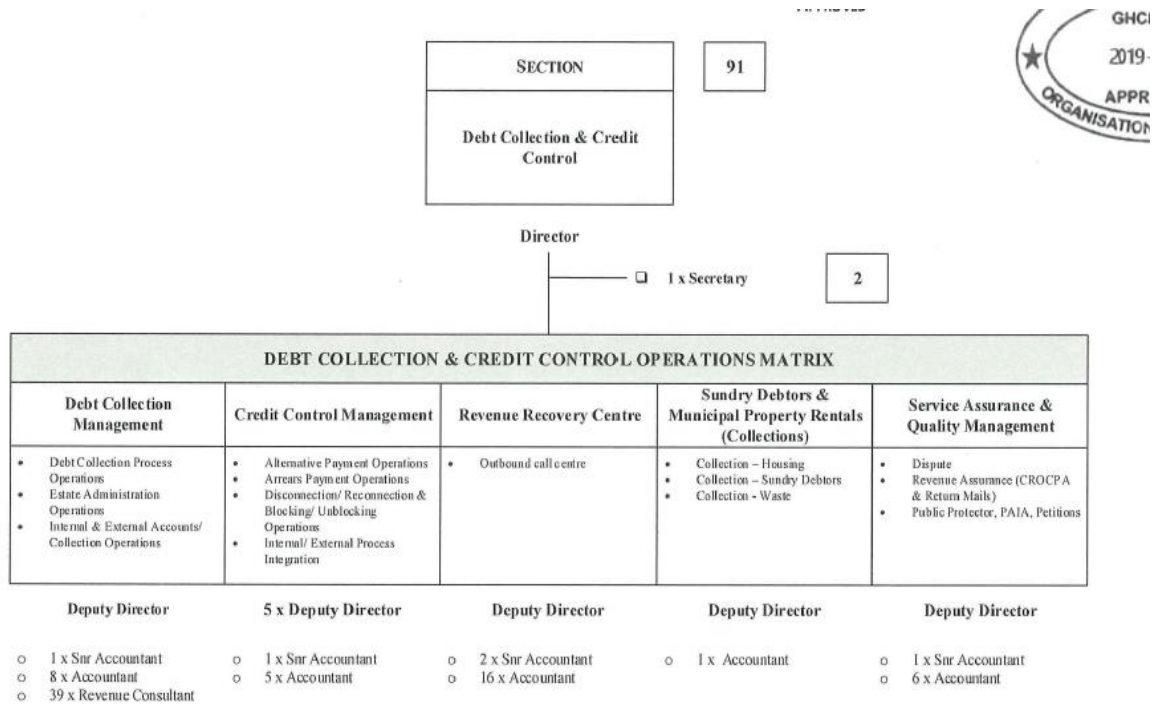 APPROVED
GHC
2019-
APPR
ORGANISATION
SECTION
91
Debt Collection & Credit
Control
Director
❑ 1 x Secretary
2
DEBT COLLECTION & CREDIT CONTROL OPERATIONS MATRIX
Debt Collection
Management
Credit Control Management
Revenue Recovery Centre
Sundry Debtors &
Municipal Property Rentals
(Collections)
Service Assurance &
Quality Management
• Debt Collection Process
Operations
• Estate Administration
Operations
• Internal & External Accounts/
Collection Operations
• Alternative Payment Operations
• Arrears Payment Operations
• Disconnection/ Reconnection &
Blocking/ Unblocking
Operations
• Internal/ External Process
Integration
• Outbound call centre
• Collection – Housing
• Collection – Sundry Debtors
• Collection - Waste
• Dispute
• Revenue Assurance (CROCPA
& Return Mails)
• Public Protector, PAIA, Petitions
Deputy Director
o 1 x Snr Accountant
o 8 x Accountant
o 39 x Revenue Consultant
5 x Deputy Director
o 1 x Snr Accountant
o 5 x Accountant
Deputy Director
o 2 x Snr Accountant
o 16 x Accountant
Deputy Director
o 1 x Accountant
Deputy Director
o 1 x Snr Accountant
o 6 x Accountant